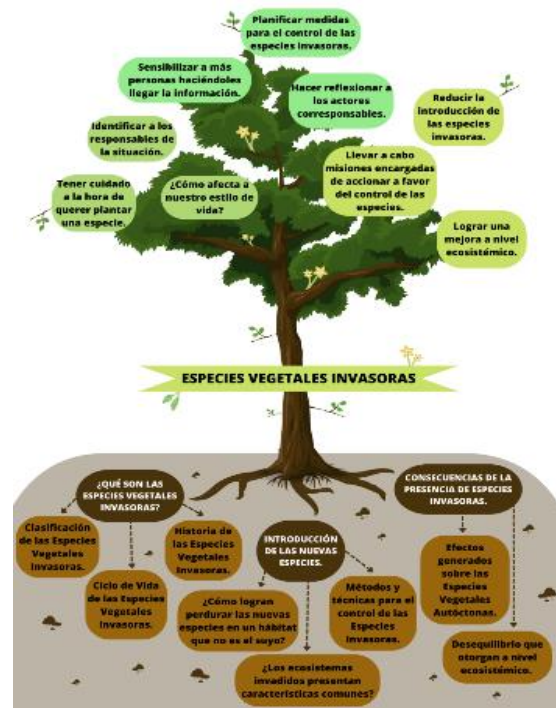 Planificar medidas
para el control de las
especies invasoras.
Sensibilizar a más
personas haciéndoles
llegar la información.
Hacer reflexionar a
los actores
corresponsables.
Reducir la
introducción de
las especies
invasoras.
Identificar a los
responsables de
la situación.
Llevar a cabo
misiones encargadas
de accionar a favor
del control de las
especies.
Tener cuidado
a la hora de
querer plantar
una especie.
¿Cómo afecta a
nuestro estilo de
vida?
Lograr una
mejora a nivel
ecosistémico.
ESPECIES VEGETALES INVASORAS
¿QUÉ SON LAS
ESPECIES VEGETALES
INVASORAS?
Clasificación
de las Especies
Vegetales
Invasoras.
Ciclo de Vida
de las Especies
Vegetales
Invasoras.
Historia de
las Especies
Vegetales
Invasoras.
INTRODUCCIÓN
DE LAS NUEVAS
ESPECIES.
¿Cómo logran
perdurar las nuevas
especies en un hábitat
que no es el suyo?
¿Los ecosistemas
invadidos presentan
características comunes?
Métodos y
técnicas para el
control de las
Especies
Invasoras.
CONSECUENCIAS DE LA
PRESENCIA DE ESPECIES
INVASORAS.
Efectos
generados
sobre las
Especies
Vegetales
Autóctonas.
Desequilibrio que
otorgan a nivel
ecosistémico.